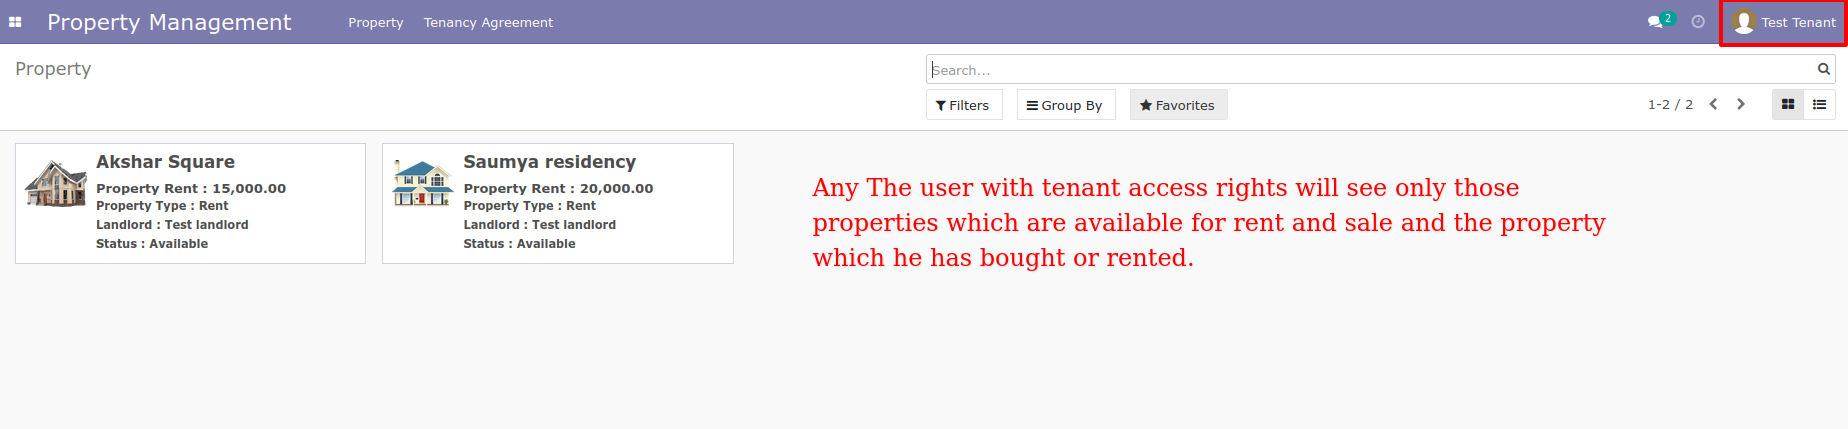 Property Management Property Tenancy Agreement 2 Test Tenant
Property
Search...
Filters Group By Favorites 1-2 / 2
Akshar Square
Property Rent : 15,000.00
Property Type : Rent
Landlord : Test landlord
Status : Available
Saumya residency
Property Rent : 20,000.00
Property Type : Rent
Landlord : Test landlord
Status : Available
Any The user with tenant access rights will see only those
properties which are available for rent and sale and the property
which he has bought or rented.